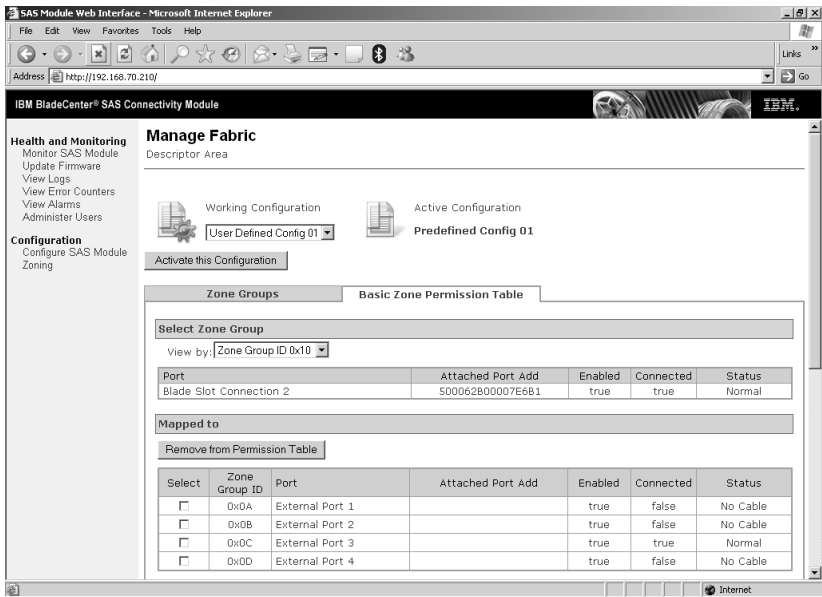 SAS Module Web Interface - Microsoft Internet Explorer
File Edit View Favorites Tools Help
Links »
Address http://192.168.70.210/ Go
IBM BladeCenter® SAS Connectivity Module IBM.
Health and Monitoring
Monitor SAS Module
Update Firmware
View Logs
View Error Counters
View Alarms
Administer Users
Configuration
Configure SAS Module
Zoning
Manage Fabric
Descriptor Area
Working Configuration
User Defined Config 01
Active Configuration
Predefined Config 01
Activate this Configuration
Zone Groups Basic Zone Permission Table
Select Zone Group
View by: Zone Group ID 0x10
Port Attached Port Add Enabled Connected Status
Blade Slot Connection 2 500062B00007E6B1 true true Normal
Mapped to
Remove from Permission Table
Select Zone Group ID Port Attached Port Add Enabled Connected Status
0x0A External Port 1 true false No Cable
0x0B External Port 2 true false No Cable
0x0C External Port 3 true true Normal
0x0D External Port 4 true false No Cable
Internet